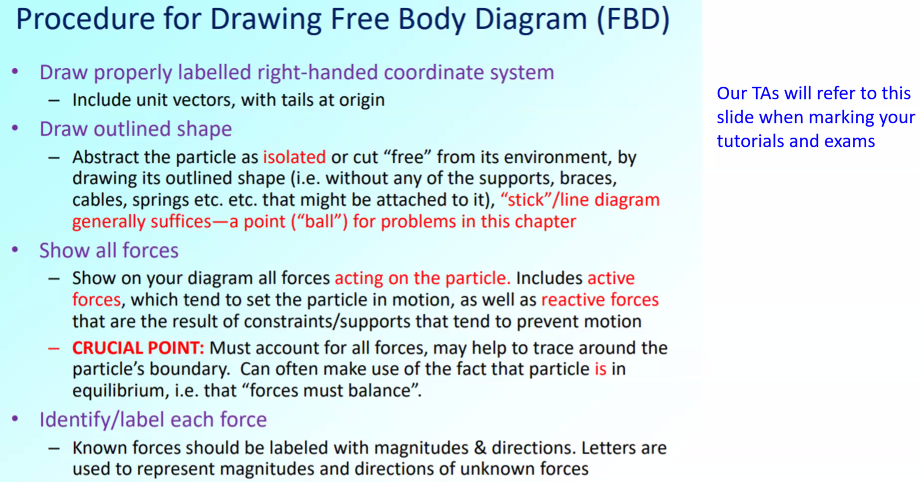 Procedure for Drawing Free Body Diagram (FBD)
• Draw properly labelled right-handed coordinate system
– Include unit vectors, with tails at origin
• Draw outlined shape
– Abstract the particle as isolated or cut “free” from its environment, by
drawing its outlined shape (i.e. without any of the supports, braces,
cables, springs etc. etc. that might be attached to it), “stick”/line diagram
generally suffices—a point (“ball”) for problems in this chapter
• Show all forces
– Show on your diagram all forces acting on the particle. Includes active
forces, which tend to set the particle in motion, as well as reactive forces
that are the result of constraints/supports that tend to prevent motion
– CRUCIAL POINT: Must account for all forces, may help to trace around the
particle’s boundary. Can often make use of the fact that particle is in
equilibrium, i.e. that “forces must balance”.
• Identify/label each force
– Known forces should be labeled with magnitudes & directions. Letters are
used to represent magnitudes and directions of unknown forces
Our TAs will refer to this
slide when marking your
tutorials and exams